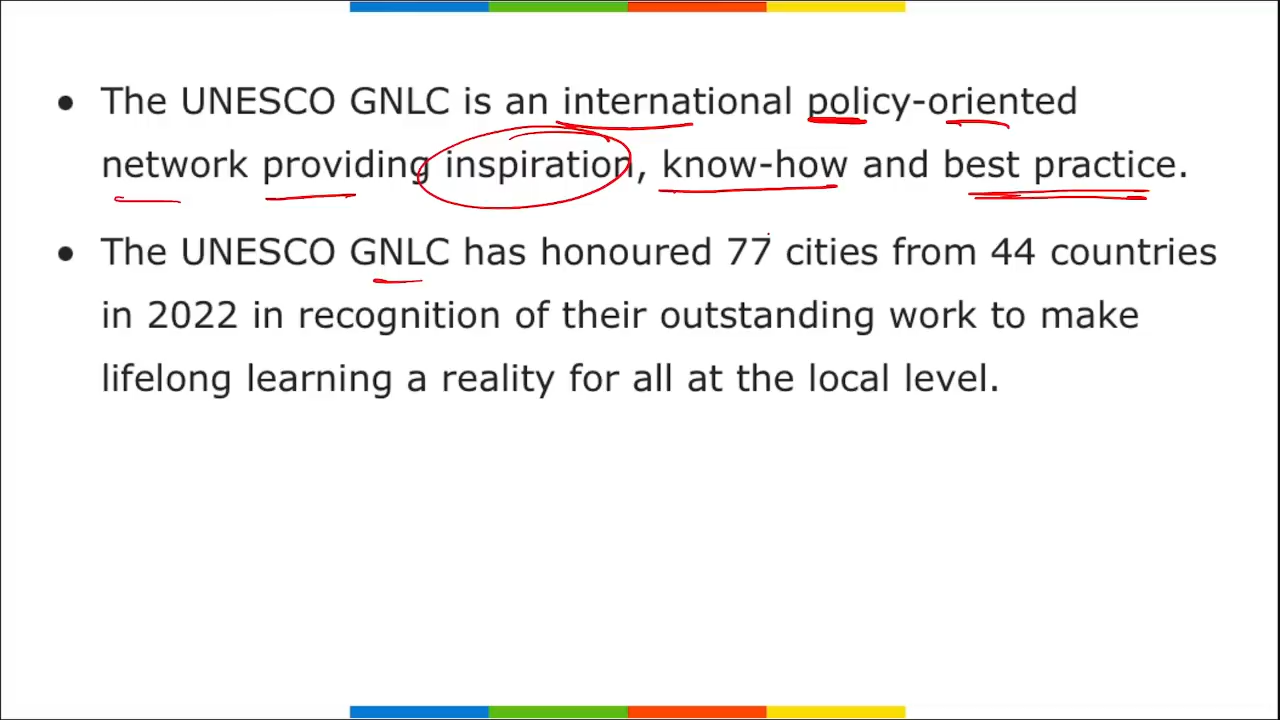 • The UNESCO GNLC is an international policy-oriented
network providing inspiration, know-how and best practice.
• The UNESCO GNLC has honoured 77 cities from 44 countries
in 2022 in recognition of their outstanding work to make
lifelong learning a reality for all at the local level.